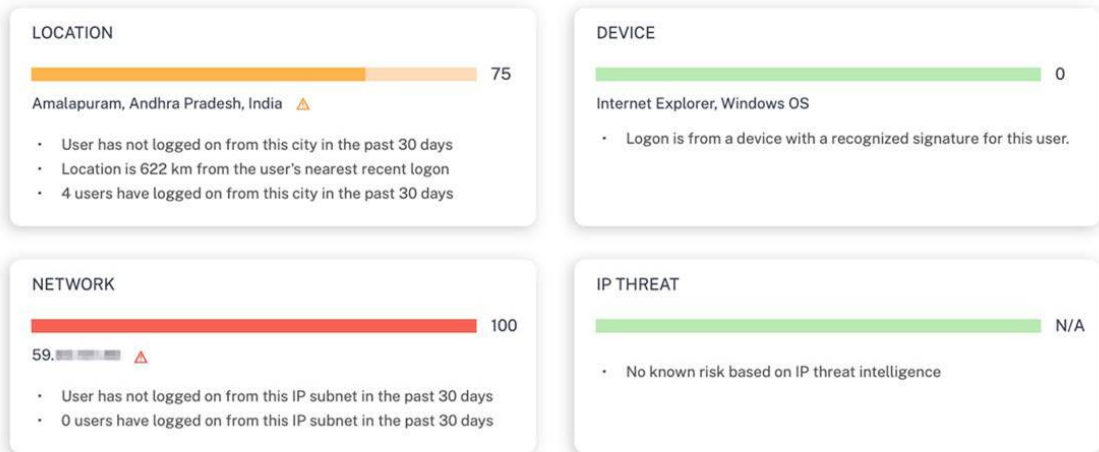 LOCATION
75
Amalapuram, Andhra Pradesh, India
· User has not logged on from this city in the past 30 days
· Location is 622 km from the user's nearest recent logon
· 4 users have logged on from this city in the past 30 days
DEVICE
0
Internet Explorer, Windows OS
· Logon is from a device with a recognized signature for this user.
NETWORK
100
59.
· User has not logged on from this IP subnet in the past 30 days
· 0 users have logged on from this IP subnet in the past 30 days
IP THREAT
N/A
· No known risk based on IP threat intelligence